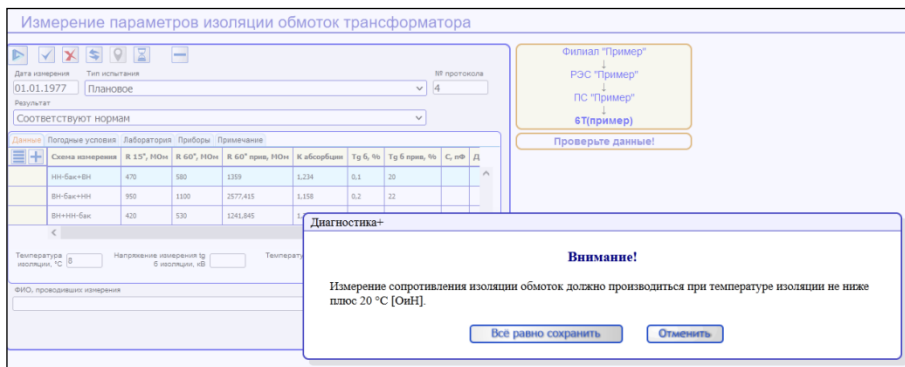 Измерение параметров изоляции обмоток трансформатора
Дата измерения Тип испытания № протокола
01.01.1977 Плановое 4
Результат
Соответствуют нормам
Данные Погодные условия Лаборатория Приборы Примечание
Схема измерения R 15", МОм R 60", МОм R 60" прив, МОм К абсорбции Tg б, % Tg б прив, % C, пФ Д
НН-бак+ВН 470 580 1359 1,234 0,1 20
ВН-бак+НН 950 1100 2577,415 1,158 0,2 22
ВН+НН-бак 420 530 1241,845 1,
Температура изоляции, °C 8 Напряжение измерения tg б изоляции, кВ Температу
ФИО, проводивших измерения
Филиал "Пример"
↓
РЭС "Пример"
↓
ПС "Пример"
↓
6Т(пример)
Проверьте данные!
Диагностика+
Внимание!
Измерение сопротивления изоляции обмоток должно производиться при температуре изоляции не ниже
плюс 20 °C [ОиН].
Всё равно сохранить Отменить